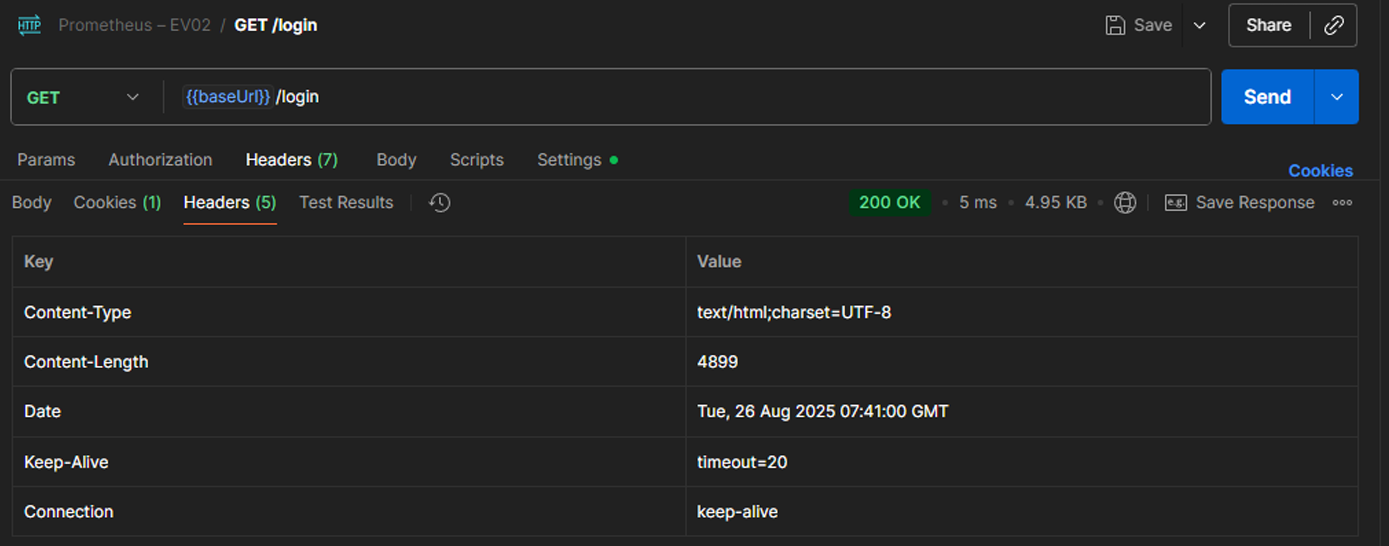 HTTP Prometheus – EV02 / GET /login Save Share
GET {{baseUrl}} /login Send
Params Authorization Headers (7) Body Scripts Settings Cookies
Body Cookies (1) Headers (5) Test Results 200 OK • 5 ms • 4.95 KB • e.g. Save Response
Key Value
Content-Type text/html;charset=UTF-8
Content-Length 4899
Date Tue, 26 Aug 2025 07:41:00 GMT
Keep-Alive timeout=20
Connection keep-alive